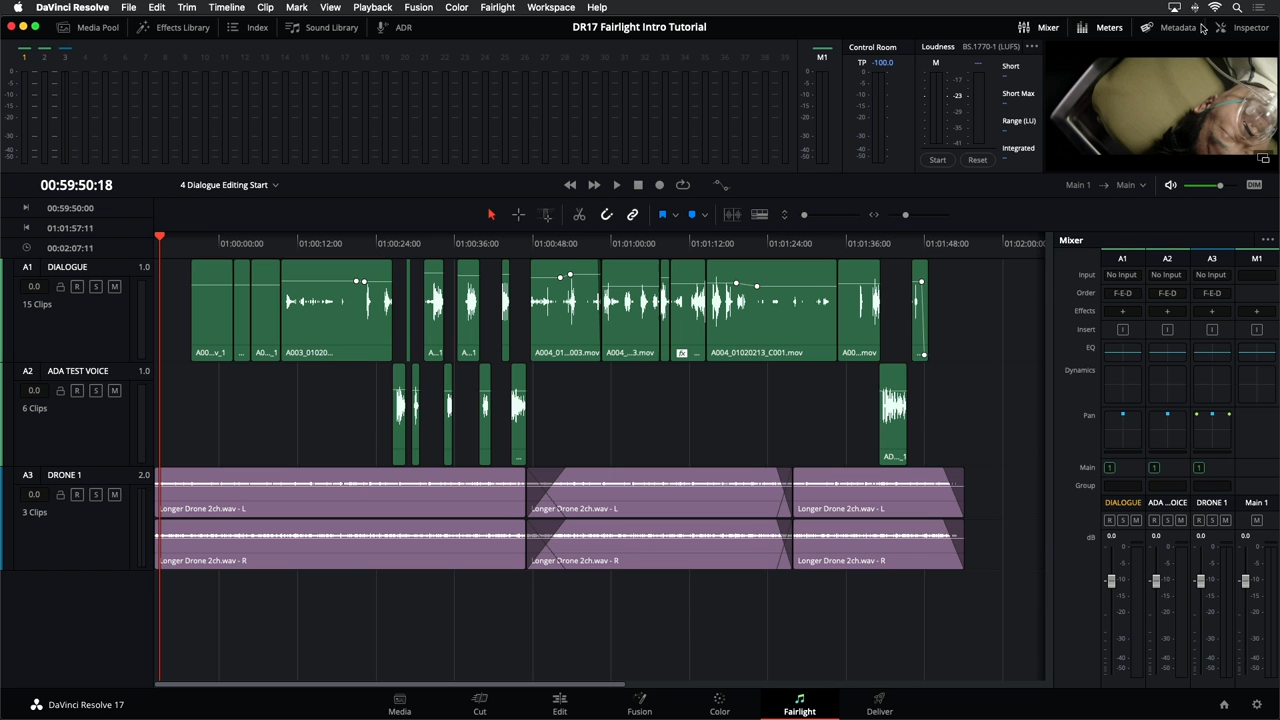 DaVinci Resolve File Edit Trim Timeline Clip Mark View Playback Fusion Color Fairlight Workspace Help
Media Pool Effects Library Index Sound Library ADR DR17 Fairlight Intro Tutorial Mixer Meters Metadata Inspector
M1 Control Room Loudness BS.1770-1 (LUFS)
TP -100.0 M Short
Short Max
Range (LU)
Integrated
Start Reset
00:59:50:18 4 Dialogue Editing Start Main 1 Main DIM
00:59:50:00
01:01:57:11
00:02:07:11 01:00:00:00 01:00:12:00 01:00:24:00 01:00:36:00 01:00:48:00 01:01:00:00 01:01:12:00 01:01:24:00 01:01:36:00 01:01:48:00 01:02:00:00
Mixer
A1 DIALOGUE 1.0
0.0 R S M
15 Clips
A00...v_1 ... A0..._1 A003_01020... A...1 A..._1 A004_01...003.mov A004_...3.mov fx ... A004_01020213_C001.mov A00...mov ...
A2 ADA TEST VOICE 1.0
0.0 R S M
6 Clips
... AD..._1
A3 DRONE 1 2.0
0.0 R S M
3 Clips
Longer Drone 2ch.wav - L Longer Drone 2ch.wav - L Longer Drone 2ch.wav - L
Longer Drone 2ch.wav - R Longer Drone 2ch.wav - R Longer Drone 2ch.wav - R
A1 A2 A3 M1
Input No Input No Input No Input
Order F-E-D F-E-D F-E-D
Effects + + + +
Insert
EQ
Dynamics
Pan
Main 1 1 1
Group
DIALOGUE ADA ...OICE DRONE 1 Main 1
R S M R S M R S M M
dB 0.0 0.0 0.0 0.0
DaVinci Resolve 17 Media Cut Edit Fusion Color Fairlight Deliver